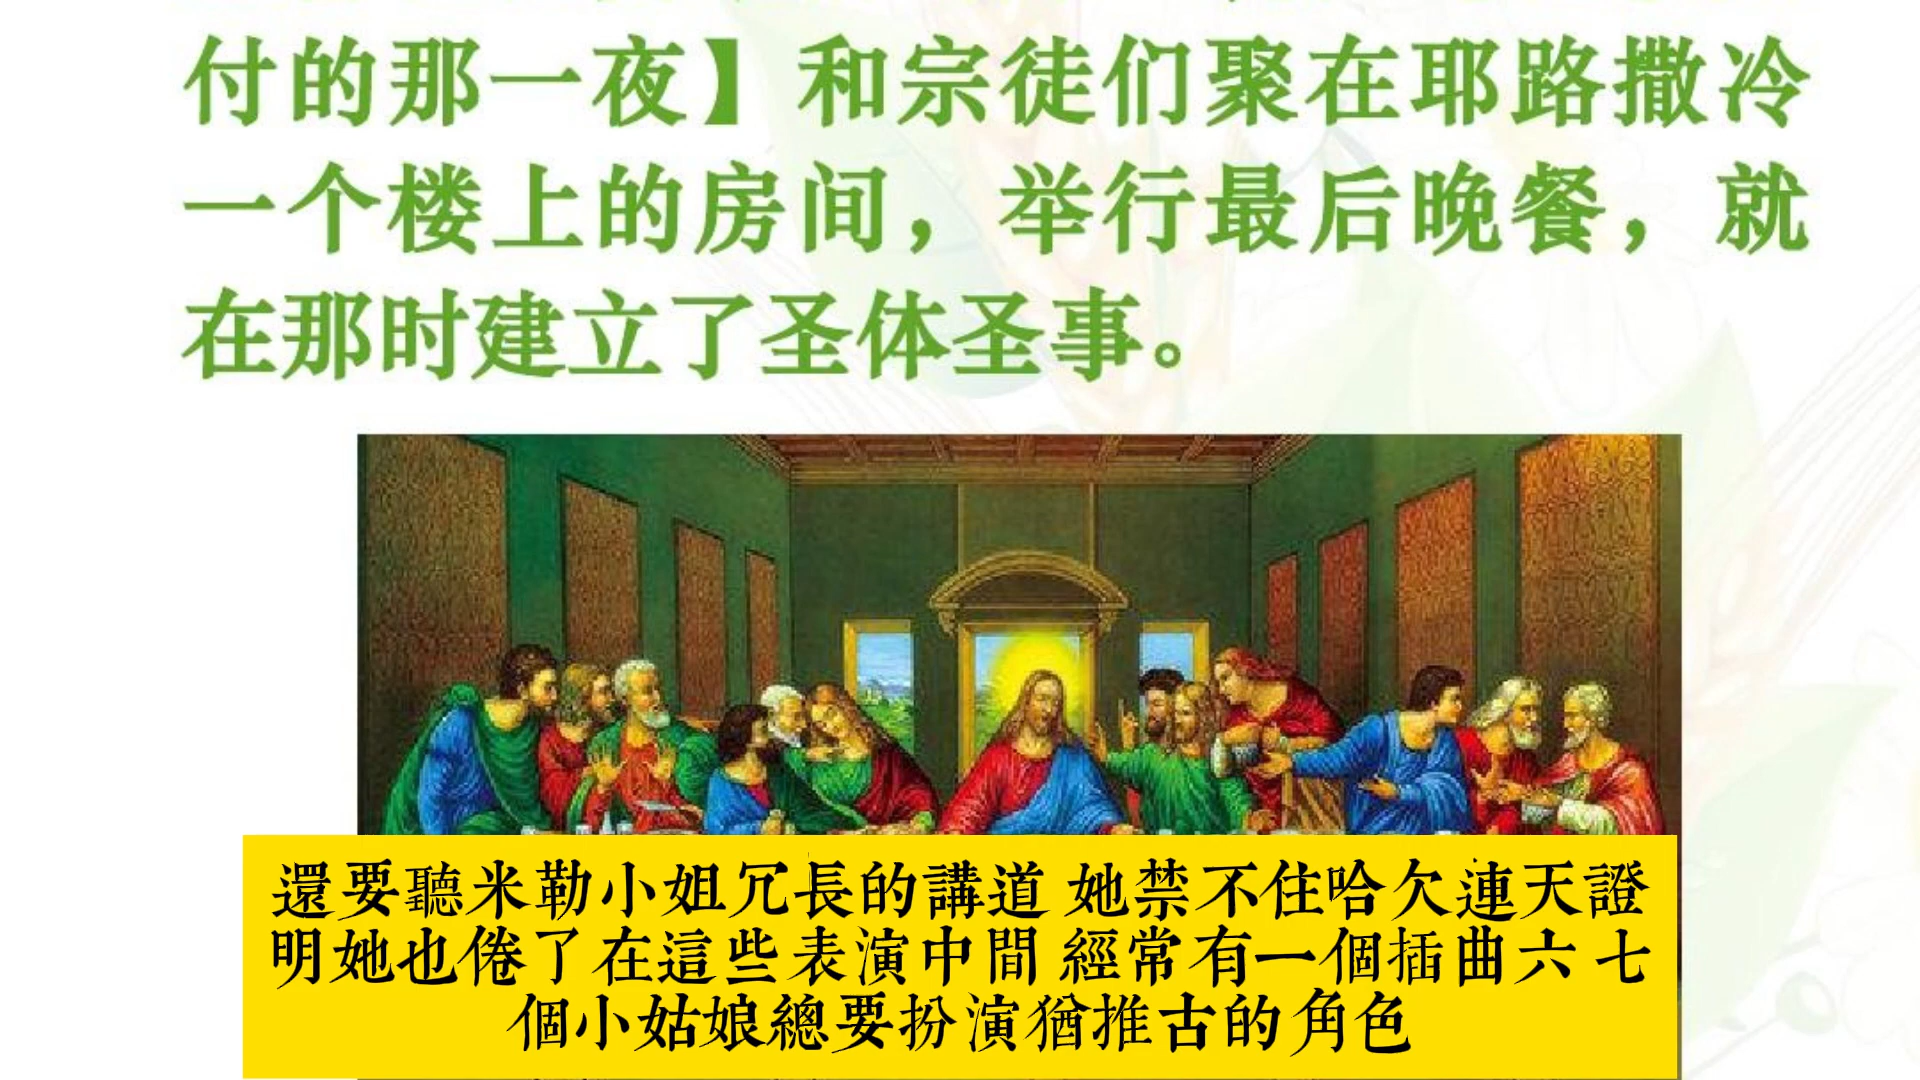 付的那一夜】和宗徒们聚在耶路撒冷
一个楼上的房间，举行最后晚餐，就
在那时建立了圣体圣事。
還要聽米勒小姐冗長的講道 她禁不住哈欠連天證
明她也倦了在這些表演中間 經常有一個插曲六 七
個小姑娘總要扮演猶推古的角色